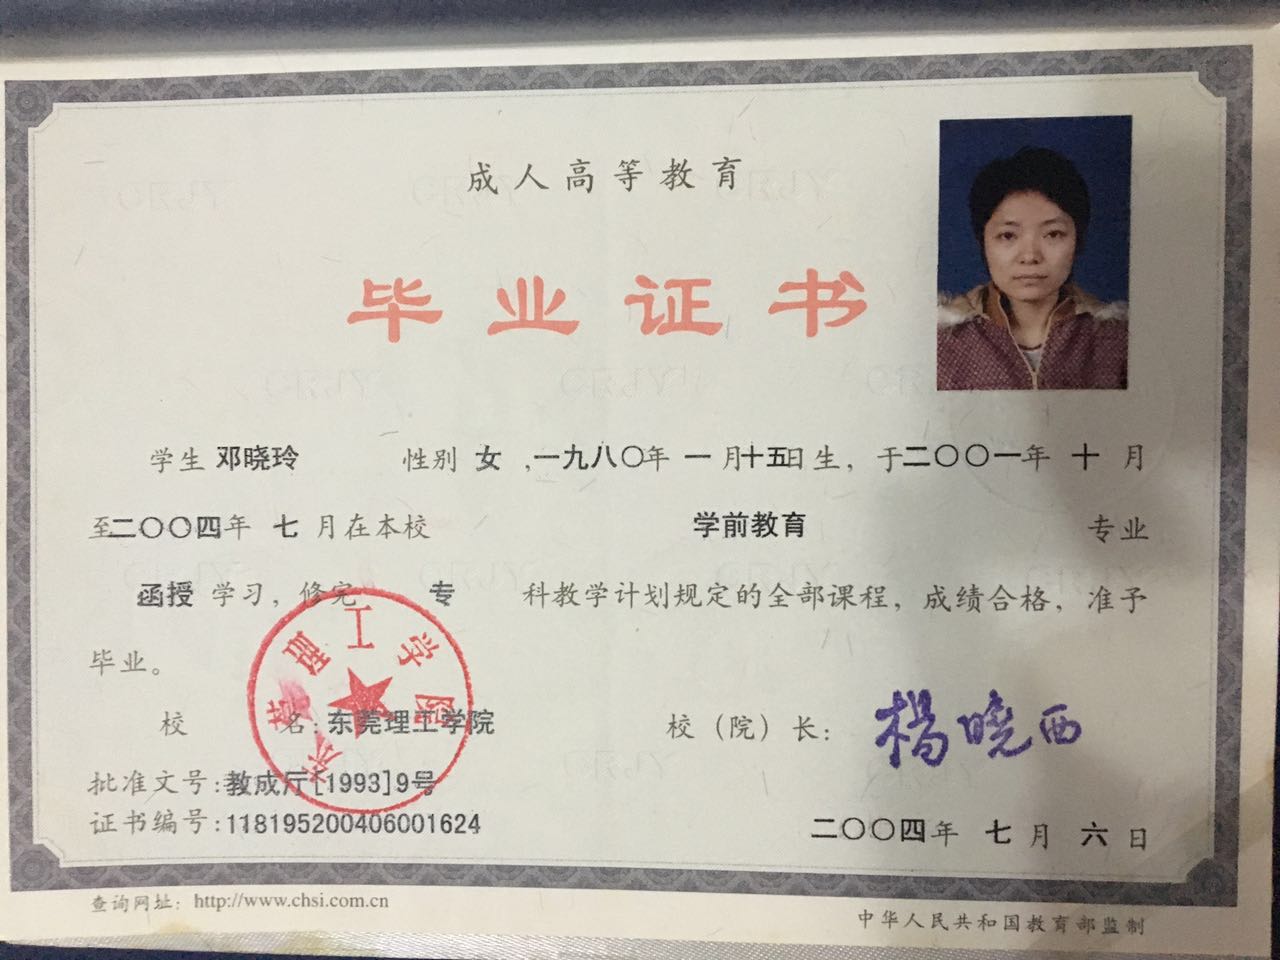 成人高等教育
毕业证书
学生 邓晓玲 性别 女 ,一九八〇年 一 月十五日生，于二〇〇一年 十 月
至二〇〇四年 七 月在本校 学前教育 专业
函授 学习，修完 专 科教学计划规定的全部课程，成绩合格，准予
毕业。
校 名：东莞理工学院 校（院）长：杨晓西
东莞理工学院
批准文号：教成厅[1993]9号
证书编号：118195200406001624
二〇〇四年 七 月 六 日
查询网址：http://www.chsi.com.cn
中华人民共和国教育部监制